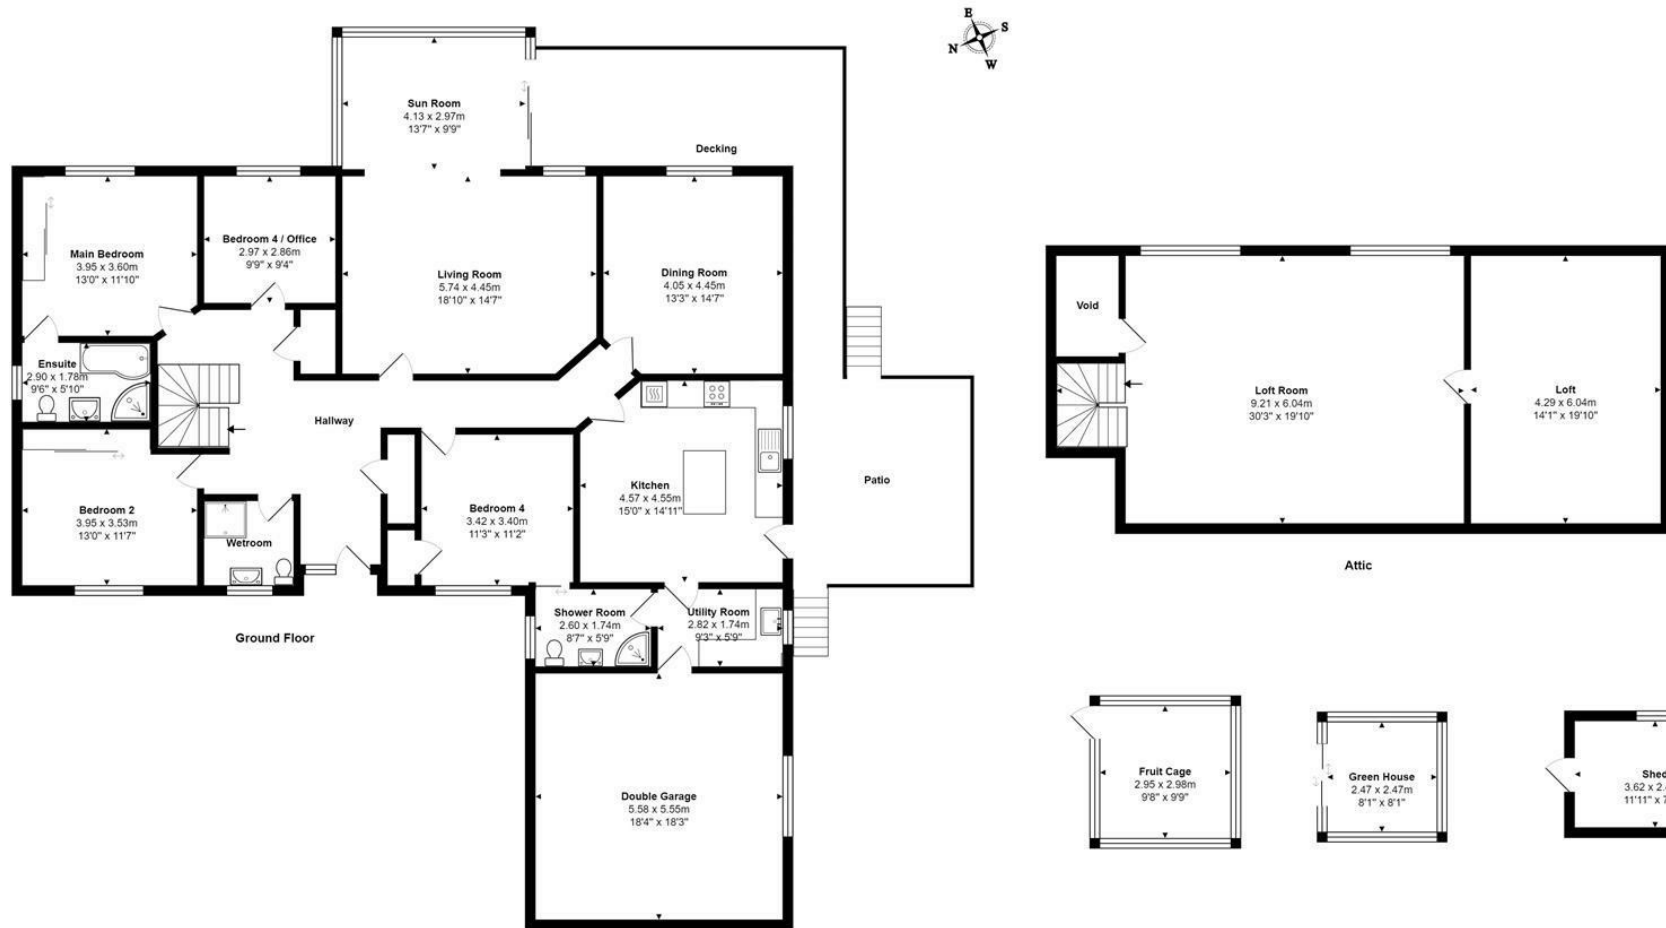 E
S
N
W
Sun Room
4.13 x 2.97m
13'7" x 9'9"
Decking
Main Bedroom
3.95 x 3.60m
13'0" x 11'10"
Bedroom 4 / Office
2.97 x 2.86m
9'9" x 9'4"
Living Room
5.74 x 4.45m
18'10" x 14'7"
Dining Room
4.05 x 4.45m
13'3" x 14'7"
Ensuite
2.90 x 1.78m
9'6" x 5'10"
Hallway
Bedroom 2
3.95 x 3.53m
13'0" x 11'7"
Wetroom
Bedroom 4
3.42 x 3.40m
11'3" x 11'2"
Kitchen
4.57 x 4.55m
15'0" x 14'11"
Patio
Shower Room
2.60 x 1.74m
8'7" x 5'9"
Utility Room
2.82 x 1.74m
9'3" x 5'9"
Ground Floor
Double Garage
5.58 x 5.55m
18'4" x 18'3"
Void
Loft Room
9.21 x 6.04m
30'3" x 19'10"
Loft
4.29 x 6.04m
14'1" x 19'10"
Attic
Fruit Cage
2.95 x 2.98m
9'8" x 9'9"
Green House
2.47 x 2.47m
8'1" x 8'1"
Shed
3.62 x 2.
11'11" x 7